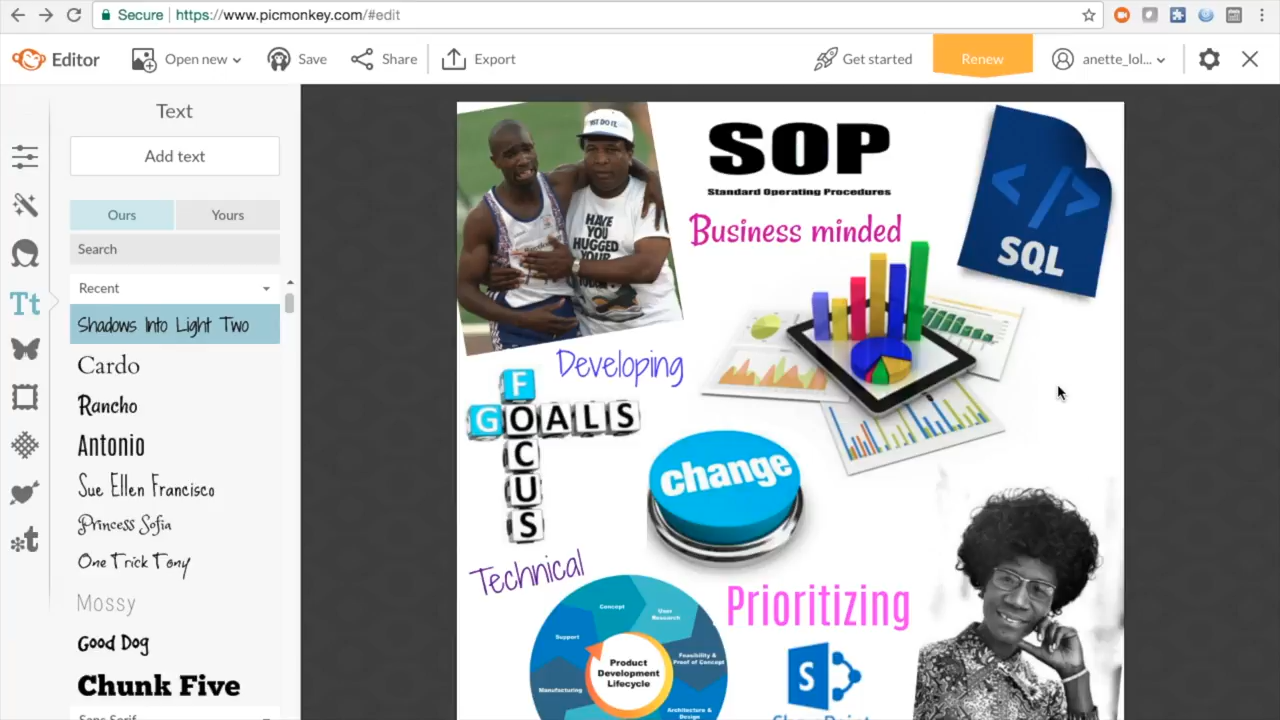 Secure https://www.picmonkey.com/#edit
Editor
Open new
Save
Share
Export
Get started
Renew
anette_lol...
Text
Add text
Ours
Yours
Search
Recent
Shadows Into Light Two
Cardo
Rancho
Antonio
Sue Ellen Francisco
Princess Sofia
One Trick Tony
Mossy
Good Dog
Chunk Five
Sans Serif
JUST DO IT.
HAVE
YOU
HUGGED
YOUR
SOP
Standard Operating Procedures
Business minded
</>
SQL
Developing
F
GOALS
C
U
S
change
Technical
Prioritizing
Concept
User
Research
Support
Feasibility &
Proof of Concept
Product
Development
Lifecycle
Manufacturing
Architecture &
Design
S
SharePoint